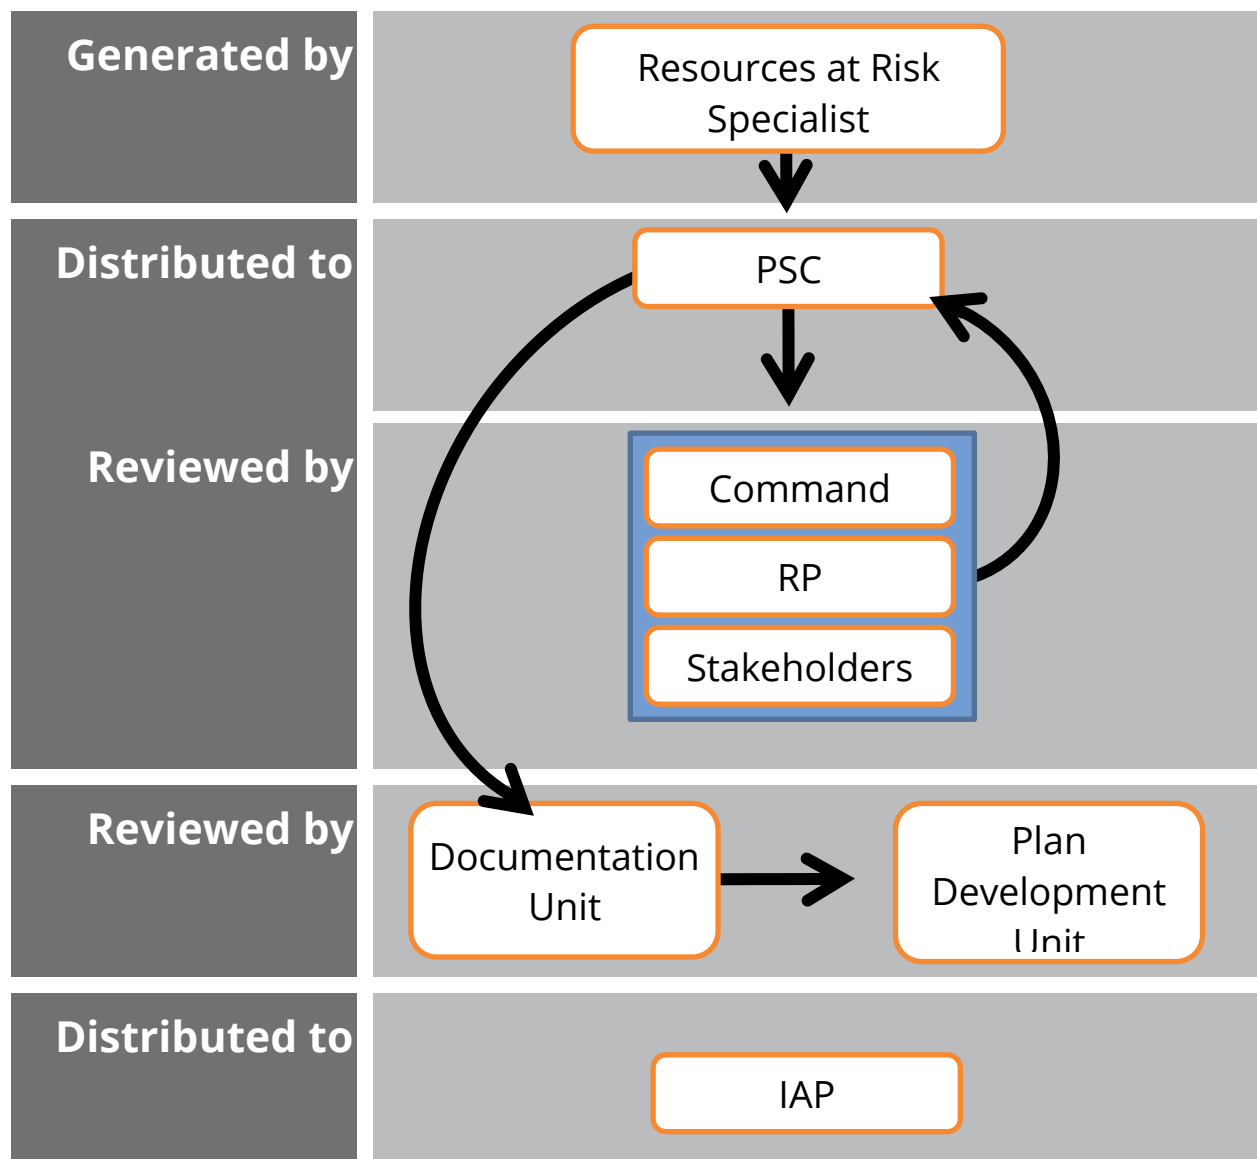 Generated by
Resources at Risk
Specialist
Distributed to
PSC
Reviewed by
Command
RP
Stakeholders
Reviewed by
Documentation
Unit
Plan
Development
Unit
Distributed to
IAP